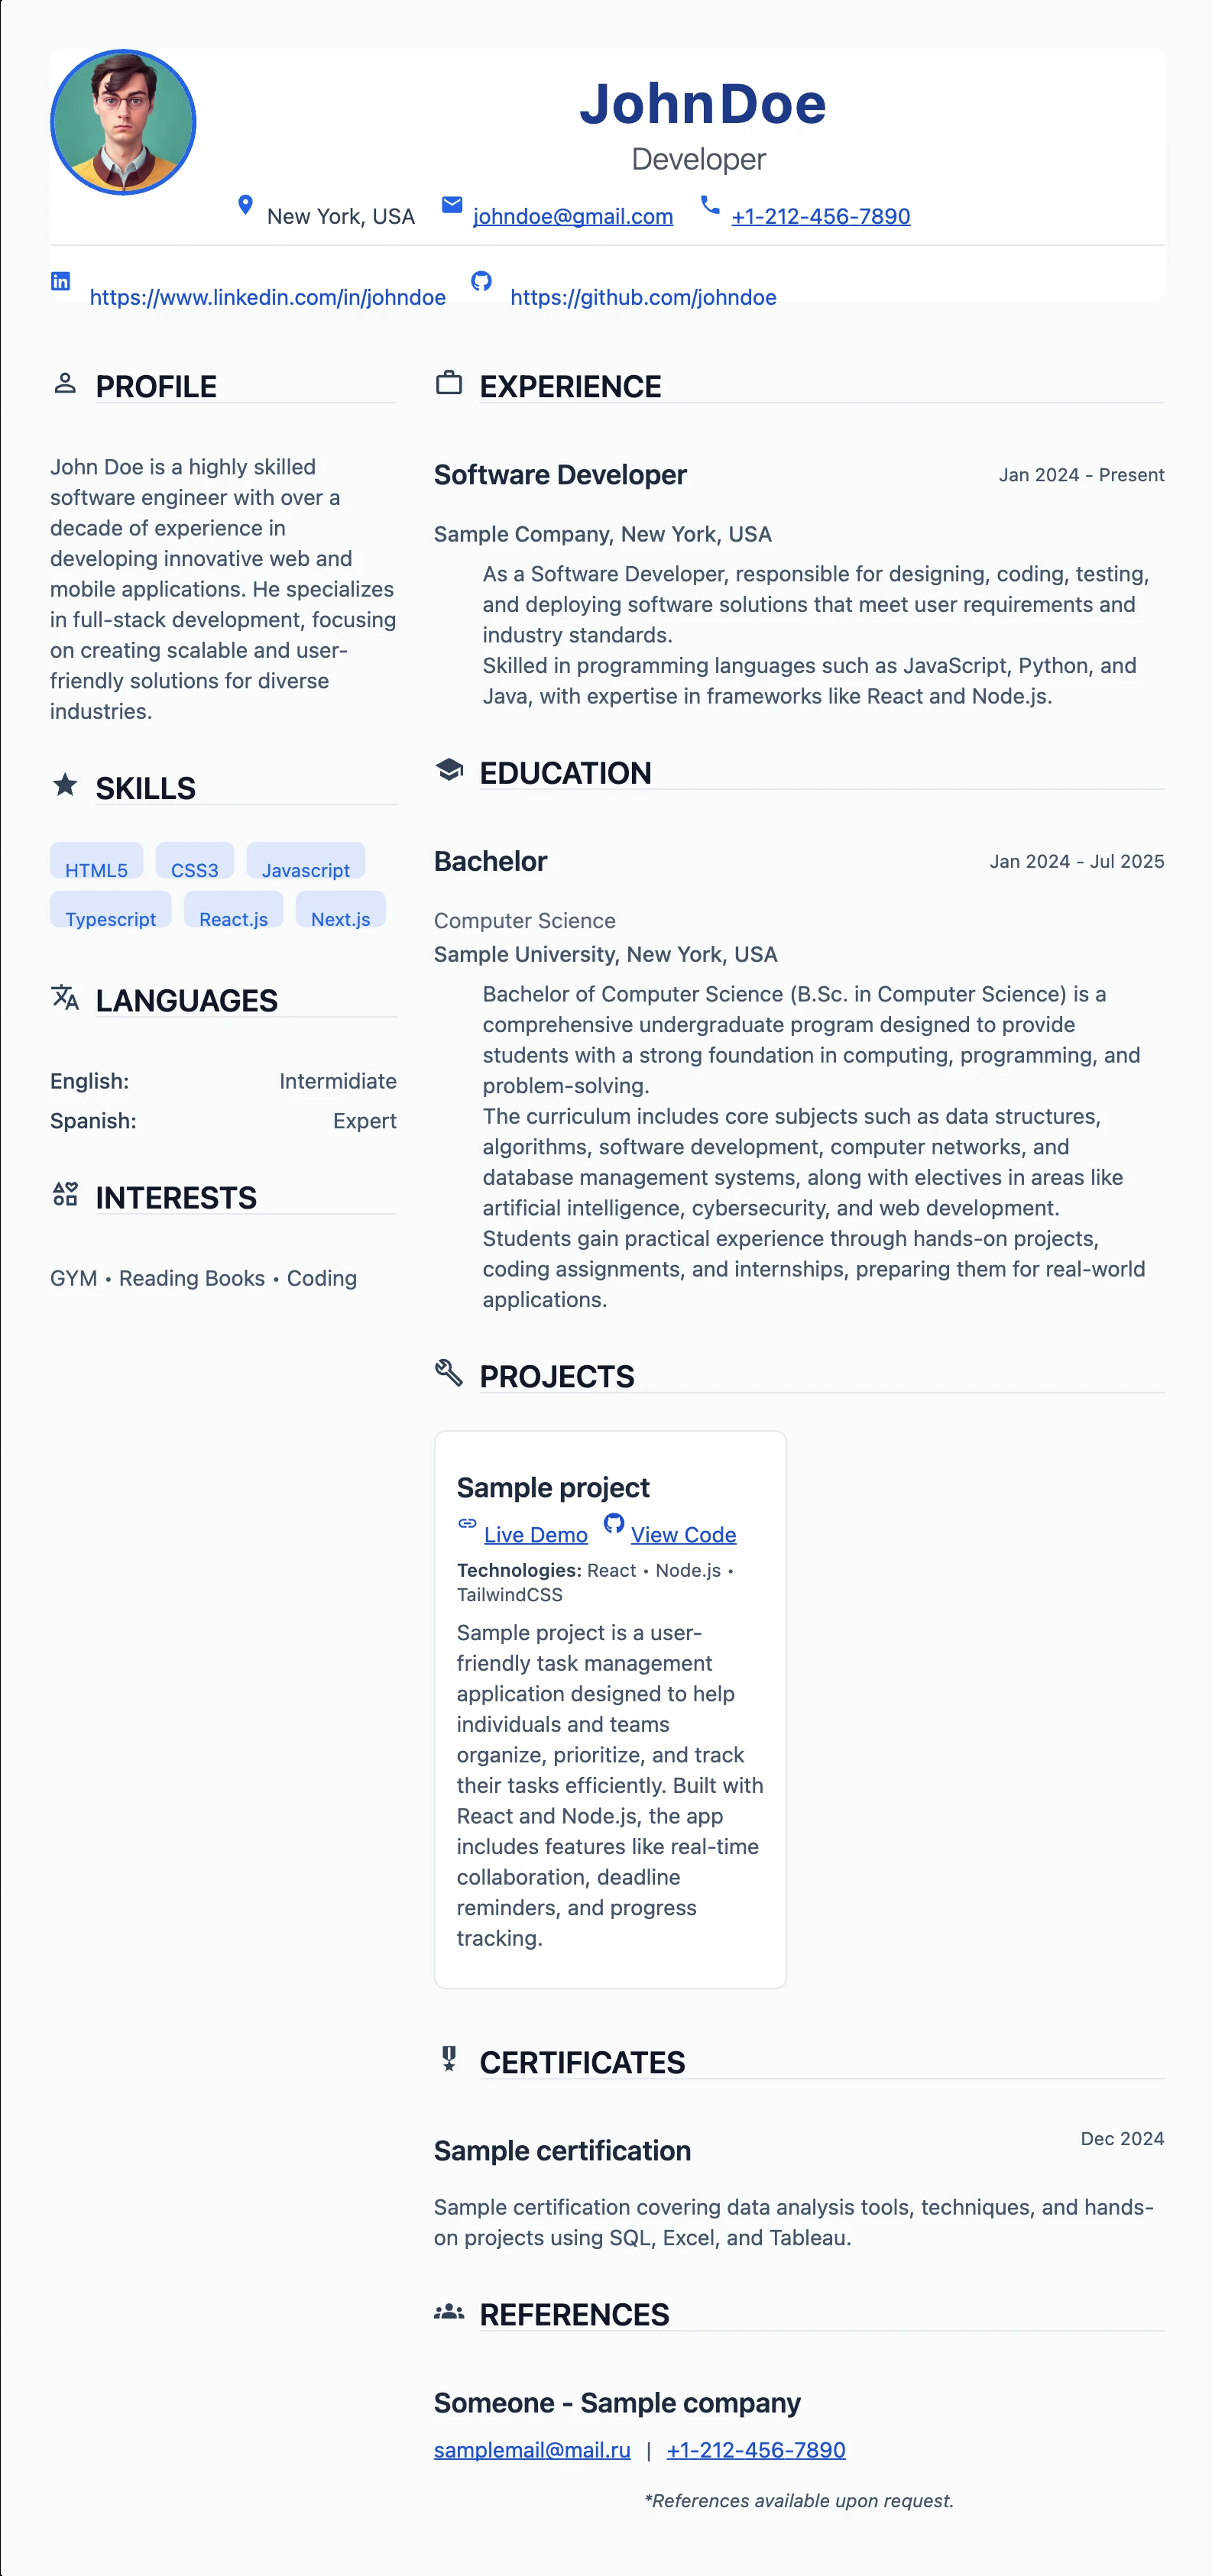 JohnDoe
Developer
New York, USA johndoe@gmail.com +1-212-456-7890
https://www.linkedin.com/in/johndoe https://github.com/johndoe
PROFILE
John Doe is a highly skilled
software engineer with over a
decade of experience in
developing innovative web and
mobile applications. He specializes
in full-stack development, focusing
on creating scalable and user-
friendly solutions for diverse
industries.
SKILLS
HTML5 CSS3 Javascript
Typescript React.js Next.js
LANGUAGES
English: Intermidiate
Spanish: Expert
INTERESTS
GYM • Reading Books • Coding
EXPERIENCE
Software Developer Jan 2024 - Present
Sample Company, New York, USA
As a Software Developer, responsible for designing, coding, testing,
and deploying software solutions that meet user requirements and
industry standards.
Skilled in programming languages such as JavaScript, Python, and
Java, with expertise in frameworks like React and Node.js.
EDUCATION
Bachelor Jan 2024 - Jul 2025
Computer Science
Sample University, New York, USA
Bachelor of Computer Science (B.Sc. in Computer Science) is a
comprehensive undergraduate program designed to provide
students with a strong foundation in computing, programming, and
problem-solving.
The curriculum includes core subjects such as data structures,
algorithms, software development, computer networks, and
database management systems, along with electives in areas like
artificial intelligence, cybersecurity, and web development.
Students gain practical experience through hands-on projects,
coding assignments, and internships, preparing them for real-world
applications.
PROJECTS
Sample project
Live Demo View Code
Technologies: React • Node.js •
TailwindCSS
Sample project is a user-
friendly task management
application designed to help
individuals and teams
organize, prioritize, and track
their tasks efficiently. Built with
React and Node.js, the app
includes features like real-time
collaboration, deadline
reminders, and progress
tracking.
CERTIFICATES
Sample certification Dec 2024
Sample certification covering data analysis tools, techniques, and hands-
on projects using SQL, Excel, and Tableau.
REFERENCES
Someone - Sample company
samplemail@mail.ru | +1-212-456-7890
*References available upon request.